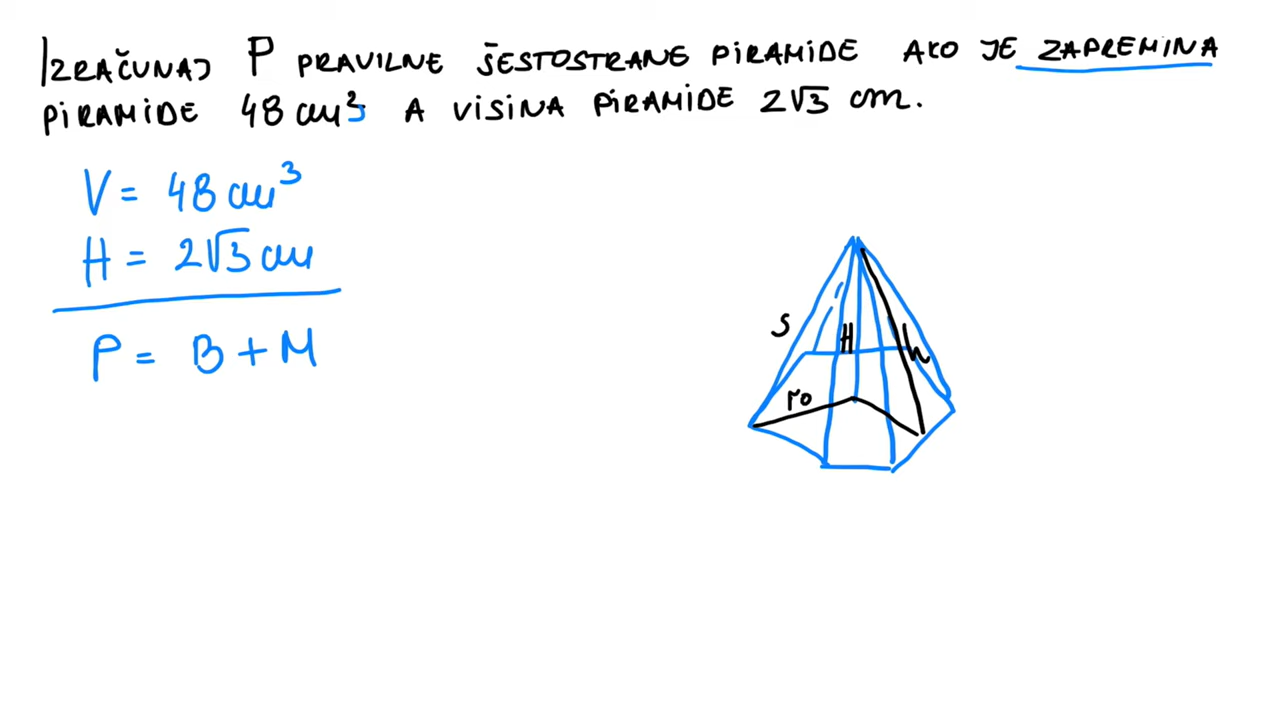 IZRAČUNAJ P PRAVILNE ŠESTOSTRANE PIRAMIDE AKO JE ZAPREMINA
PIRAMIDE 48 cm³ A VISINA PIRAMIDE 2√3 cm.
V = 48 cm³
H = 2√3 cm
P = B + M
s
H
h
ro